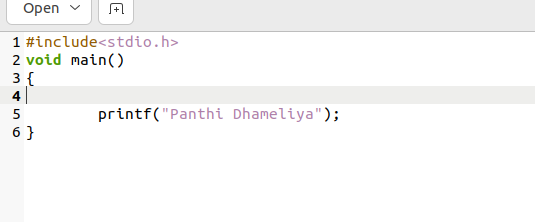 Open
1 #include<stdio.h>
2 void main()
3 {
4
5         printf("Panthi Dhameliya");
6 }